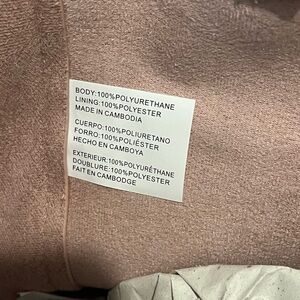 BODY:100%POLYURETHANE
LINING:100%POLYESTER
MADE IN CAMBODIA
CUERPO:100%POLIURETANO
FORRO:100%POLIÉSTER
HECHO EN CAMBOYA
EXTERIEUR:100%POLYURÉTHANE
DOUBLURE:100%POLYESTER
FAIT EN CAMBODGE